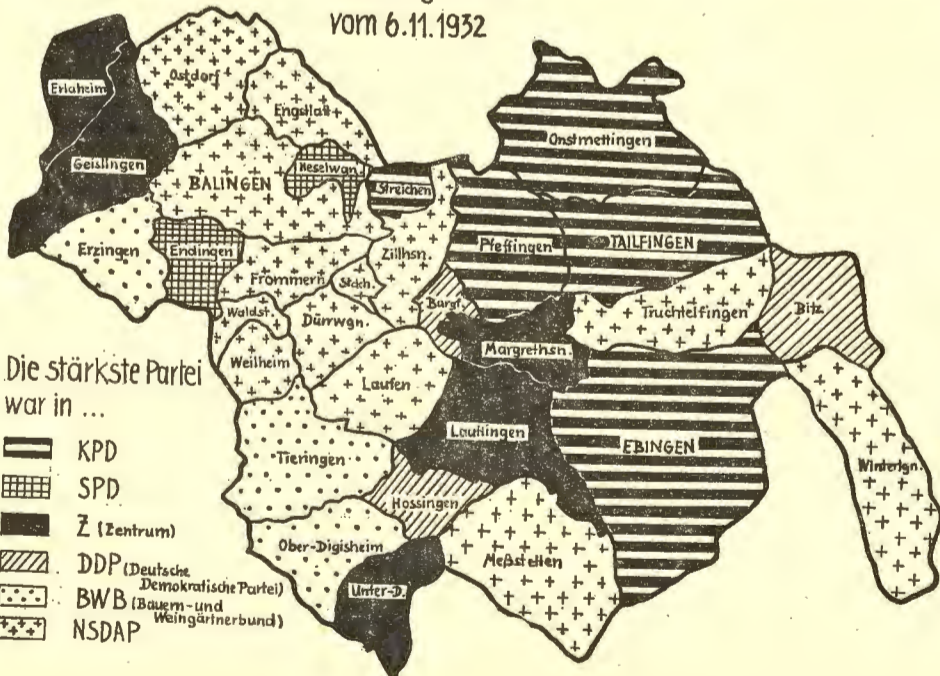 vom 6.11.1932
Erlaheim
Ostdorf
Engstlatt
Onstmettingen
Geislingen
BALINGEN
Heselwan.
Streichen
Erzingen
Endingen
Frommern
Zillhsn.
Pfeffingen
TAILFINGEN
Stckh.
Burgf.
Waldst.
Dürrwgn.
Truchtelfingen
Bitz
Weilheim
Margrethsn.
Laufen
Die stärkste Partei
war in ...
KPD
SPD
Z (Zentrum)
DDP (Deutsche
Demokratische Partei)
BWB (Bauern- und
Weingärtnerbund)
NSDAP
Lautlingen
EBINGEN
Tieringen
Winterlgn.
Hossingen
Ober-Digisheim
Meßstetten
Unter-D.